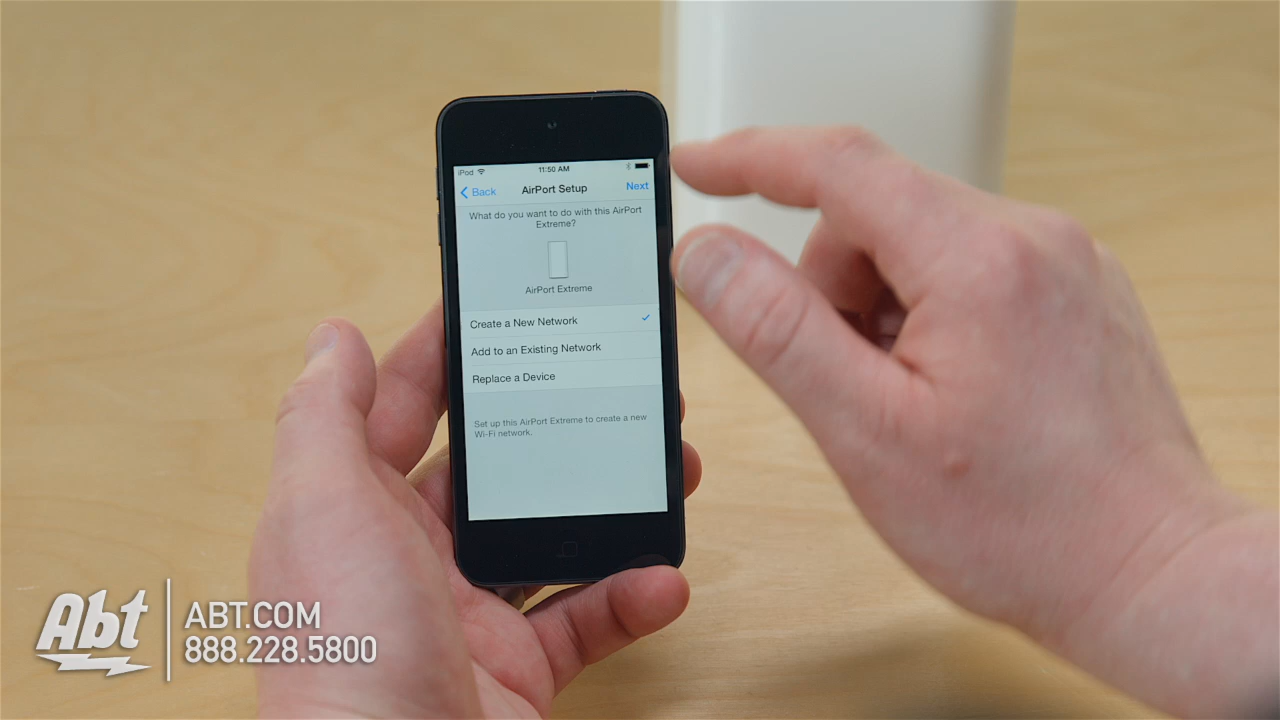 iPod 11:50 AM
Back AirPort Setup Next
What do you want to do with this AirPort
Extreme?
AirPort Extreme
Create a New Network
Add to an Existing Network
Replace a Device
Set up this AirPort Extreme to create a new
Wi-Fi network.
Abt
ABT.COM
888.228.5800